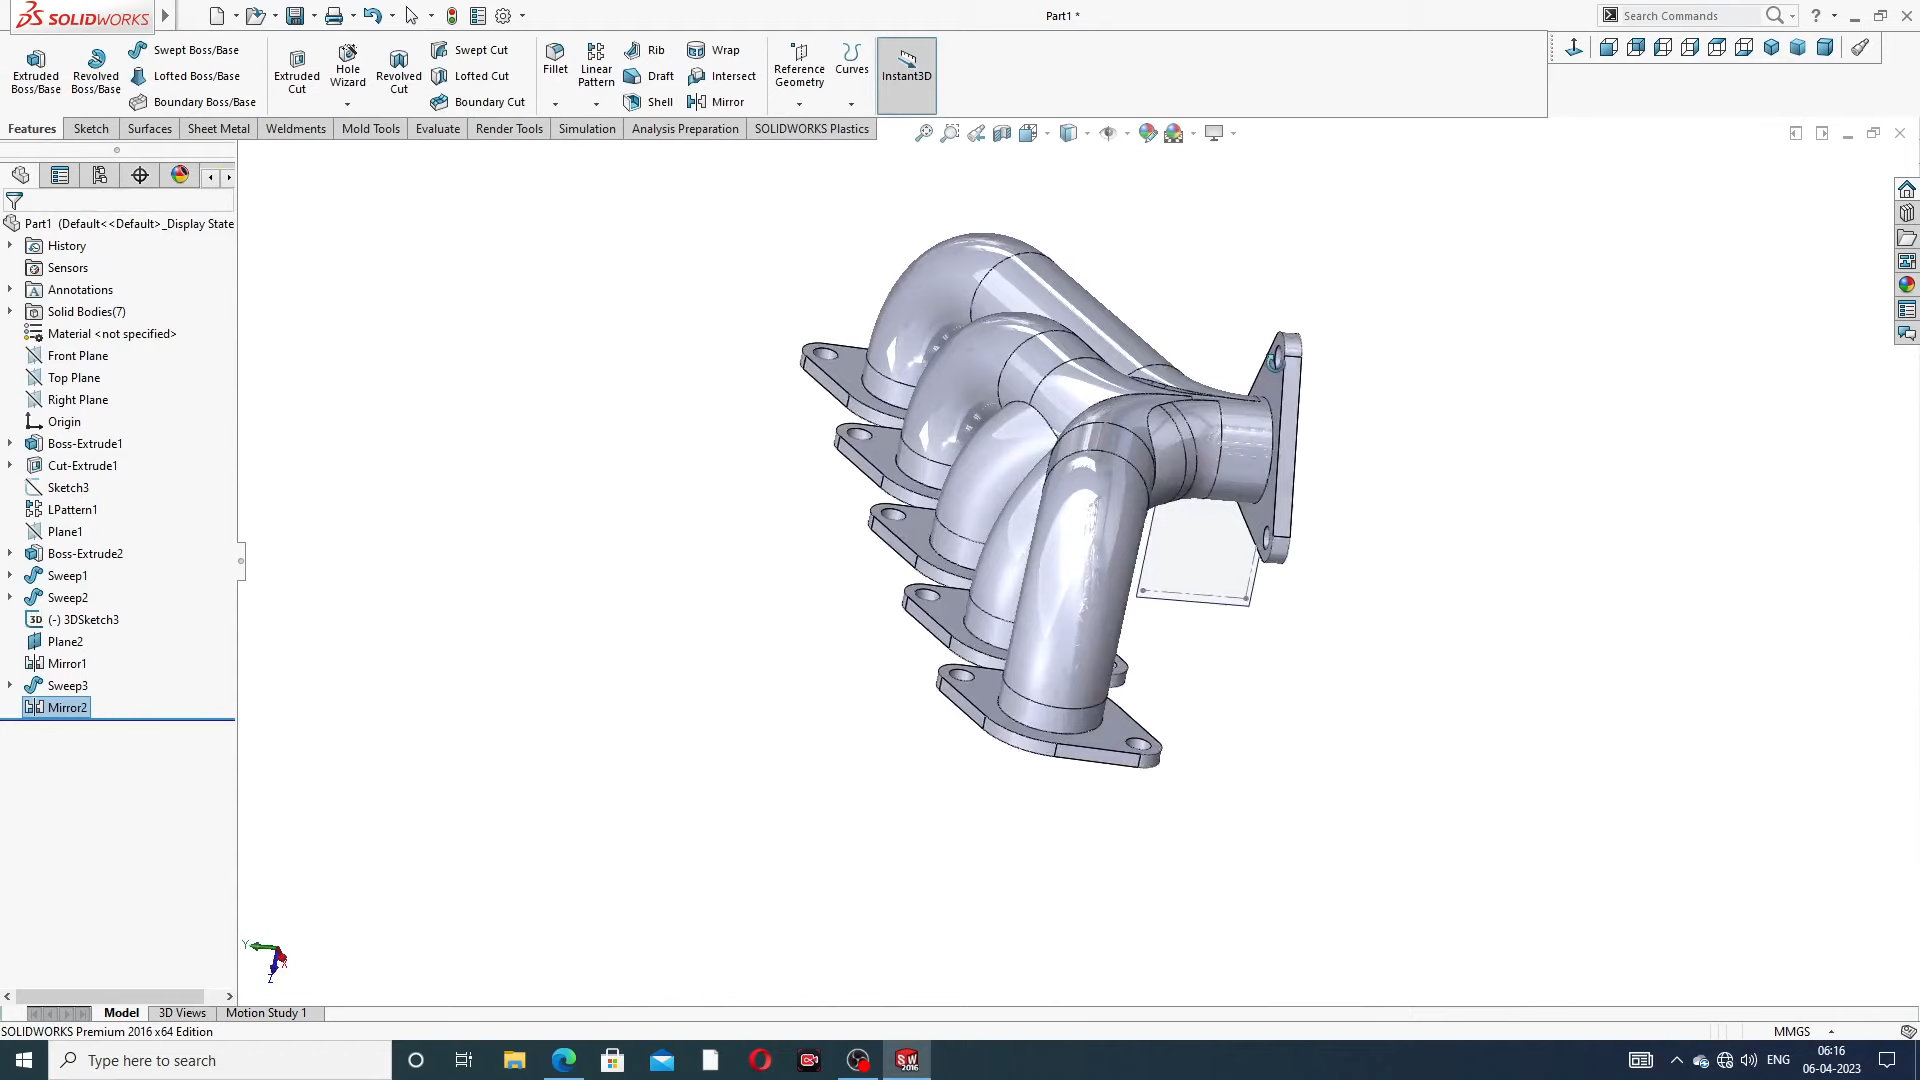 SOLIDWORKS
Part1 *
Search Commands
Extruded Boss/Base
Revolved Boss/Base
Swept Boss/Base
Lofted Boss/Base
Boundary Boss/Base
Extruded Cut
Hole Wizard
Revolved Cut
Swept Cut
Lofted Cut
Boundary Cut
Fillet
Linear Pattern
Rib
Draft
Shell
Wrap
Intersect
Mirror
Reference Geometry
Curves
Instant3D
Features
Sketch
Surfaces
Sheet Metal
Weldments
Mold Tools
Evaluate
Render Tools
Simulation
Analysis Preparation
SOLIDWORKS Plastics
Part1 (Default<<Default>_Display State
History
Sensors
Annotations
Solid Bodies(7)
Material <not specified>
Front Plane
Top Plane
Right Plane
Origin
Boss-Extrude1
Cut-Extrude1
Sketch3
LPattern1
Plane1
Boss-Extrude2
Sweep1
Sweep2
3D (-) 3DSketch3
Plane2
Mirror1
Sweep3
Mirror2
Y
X
Z
Model
3D Views
Motion Study 1
SOLIDWORKS Premium 2016 x64 Edition
MMGS
Type here to search
SW 2016
ENG
06:16
06-04-2023